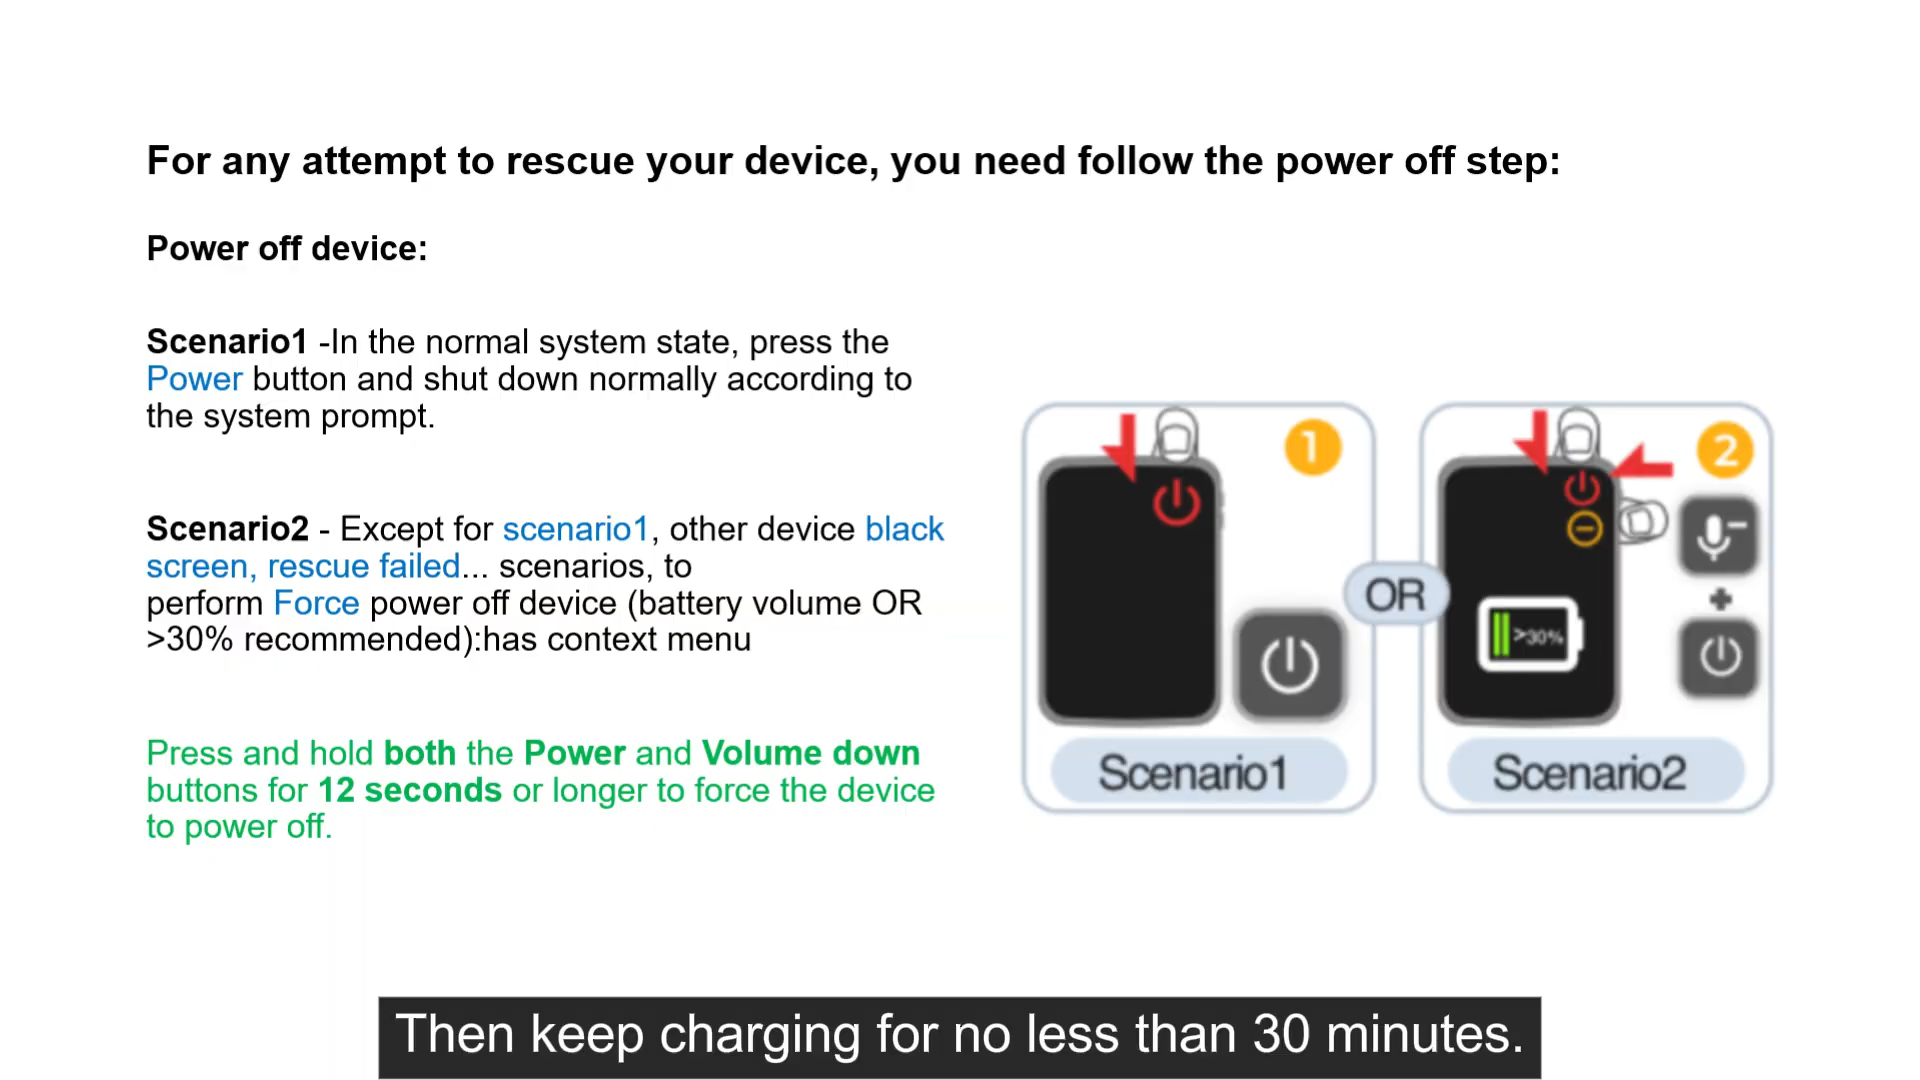 For any attempt to rescue your device, you need follow the power off step:
Power off device:
Scenario1 -In the normal system state, press the
Power button and shut down normally according to
the system prompt.
Scenario2 - Except for scenario1, other device black
screen, rescue failed... scenarios, to
perform Force power off device (battery volume OR
>30% recommended):has context menu
Press and hold both the Power and Volume down
buttons for 12 seconds or longer to force the device
to power off.
1
Scenario1
OR
2
>30%
Scenario2
Then keep charging for no less than 30 minutes.